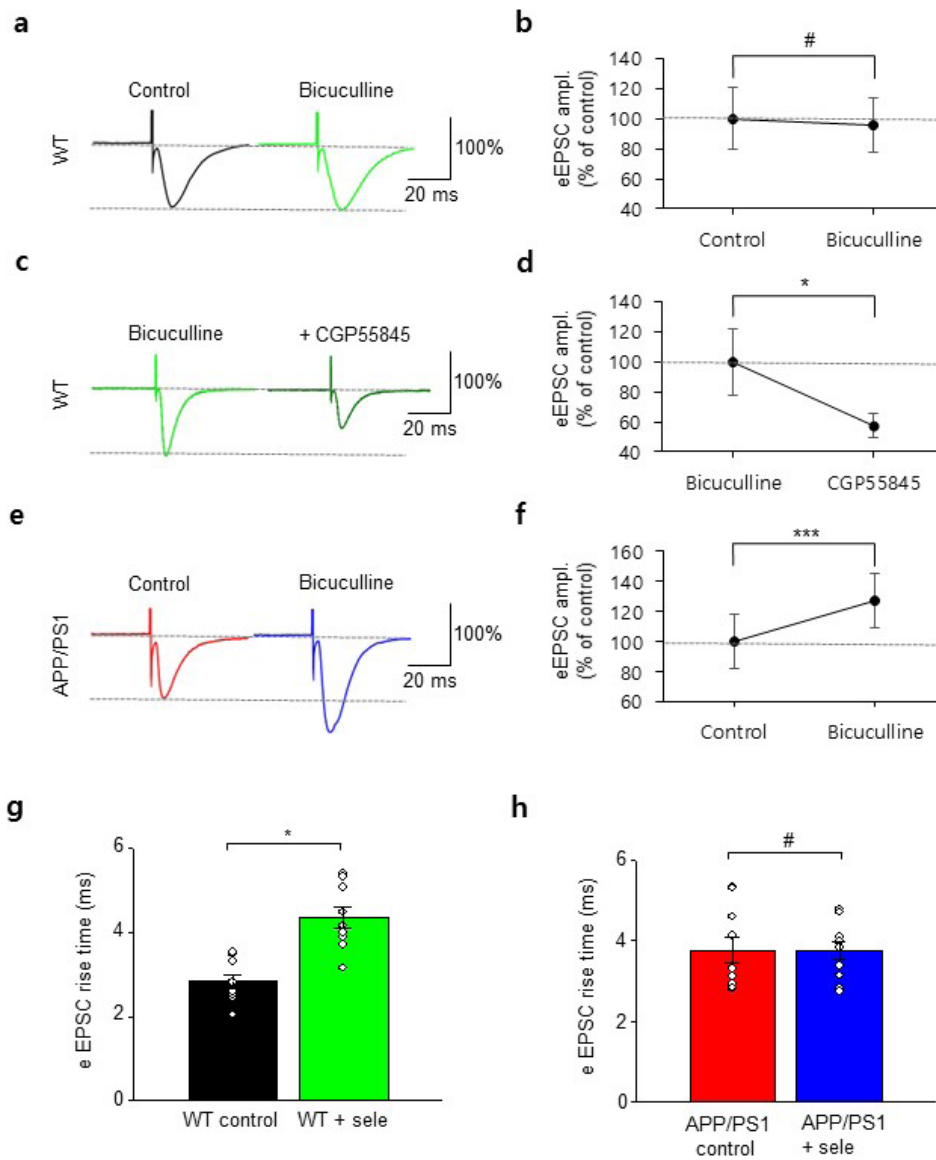 a
Control
Bicuculline
WT
100%
20 ms
b
#
eEPSC ampl.
(% of control)
140
120
100
80
60
40
Control
Bicuculline
c
Bicuculline
+ CGP55845
WT
100%
20 ms
d
*
eEPSC ampl.
(% of control)
140
120
100
80
60
40
Bicuculline
CGP55845
e
Control
Bicuculline
APP/PS1
100%
20 ms
f
***
eEPSC ampl.
(% of control)
160
140
120
100
80
60
Control
Bicuculline
g
*
e EPSC rise time (ms)
6
4
2
0
WT control
WT + sele
h
#
e EPSC rise time (ms)
6
4
2
0
APP/PS1
control
APP/PS1
+ sele